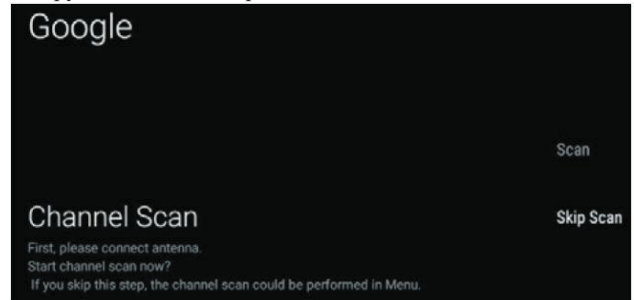 Google
Scan
Channel Scan
Skip Scan
First, please connect antenna.
Start channel scan now?
If you skip this step, the channel scan could be performed in Menu.